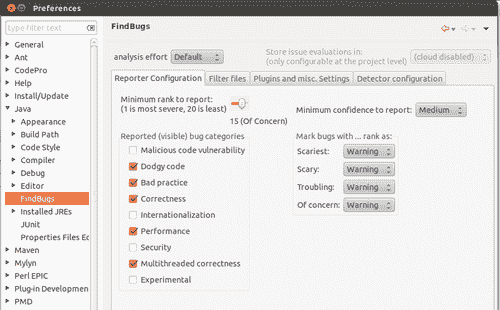 Preferences
type filter text
General
Ant
CodePro
Help
Install/Update
Java
Appearance
Build Path
Code Style
Compiler
Debug
Editor
FindBugs
Installed JREs
JUnit
Properties Files Ec
Maven
Mylyn
Perl EPIC
Plug-in Developmen
PMD
FindBugs
analysis effort Default
Store issue evaluations in:
(only configurable at the project level)
(cloud disabled)
Reporter Configuration Filter files Plugins and misc. Settings Detector configuration
Minimum rank to report:
(1 is most severe, 20 is least)
15 (Of Concern)
Minimum confidence to report: Medium
Reported (visible) bug categories
Malicious code vulnerability
Dodgy code
Bad practice
Correctness
Internationalization
Performance
Security
Multithreaded correctness
Experimental
Mark bugs with ... rank as:
Scariest: Warning
Scary: Warning
Troubling: Warning
Of concern: Warning